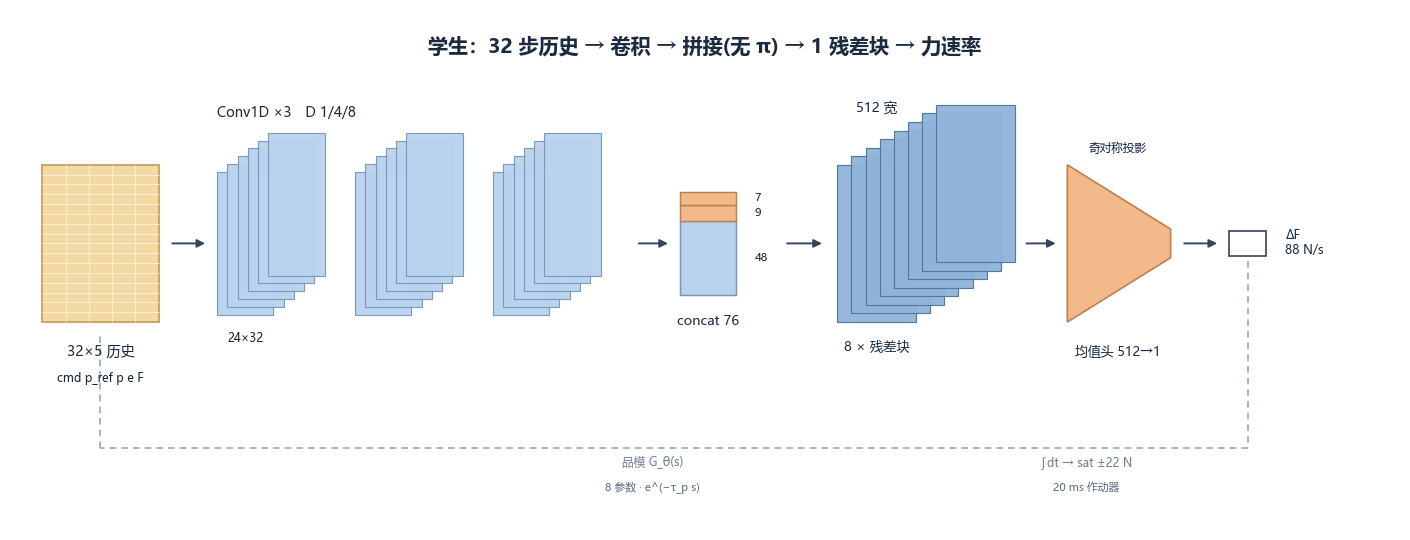 学生：32 步历史 → 卷积 → 拼接(无 π) → 1 残差块 → 力速率
Conv1D ×3 D 1/4/8
512 宽
奇对称投影
7
9
48
ΔF
88 N/s
concat 76
24×32
8 × 残差块
32×5 历史
均值头 512→1
cmd p_ref p e F
品模 G_θ(s)
∫dt → sat ±22 N
8 参数 · e^(−τ_p s)
20 ms 作动器